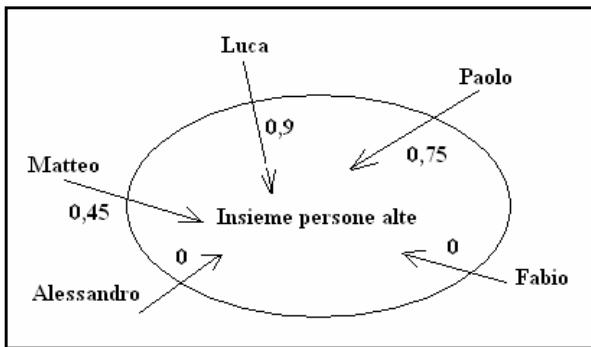 Luca
Paolo
0,9
0,75
Matteo
0,45
Insieme persone alte
0
0
Alessandro
Fabio